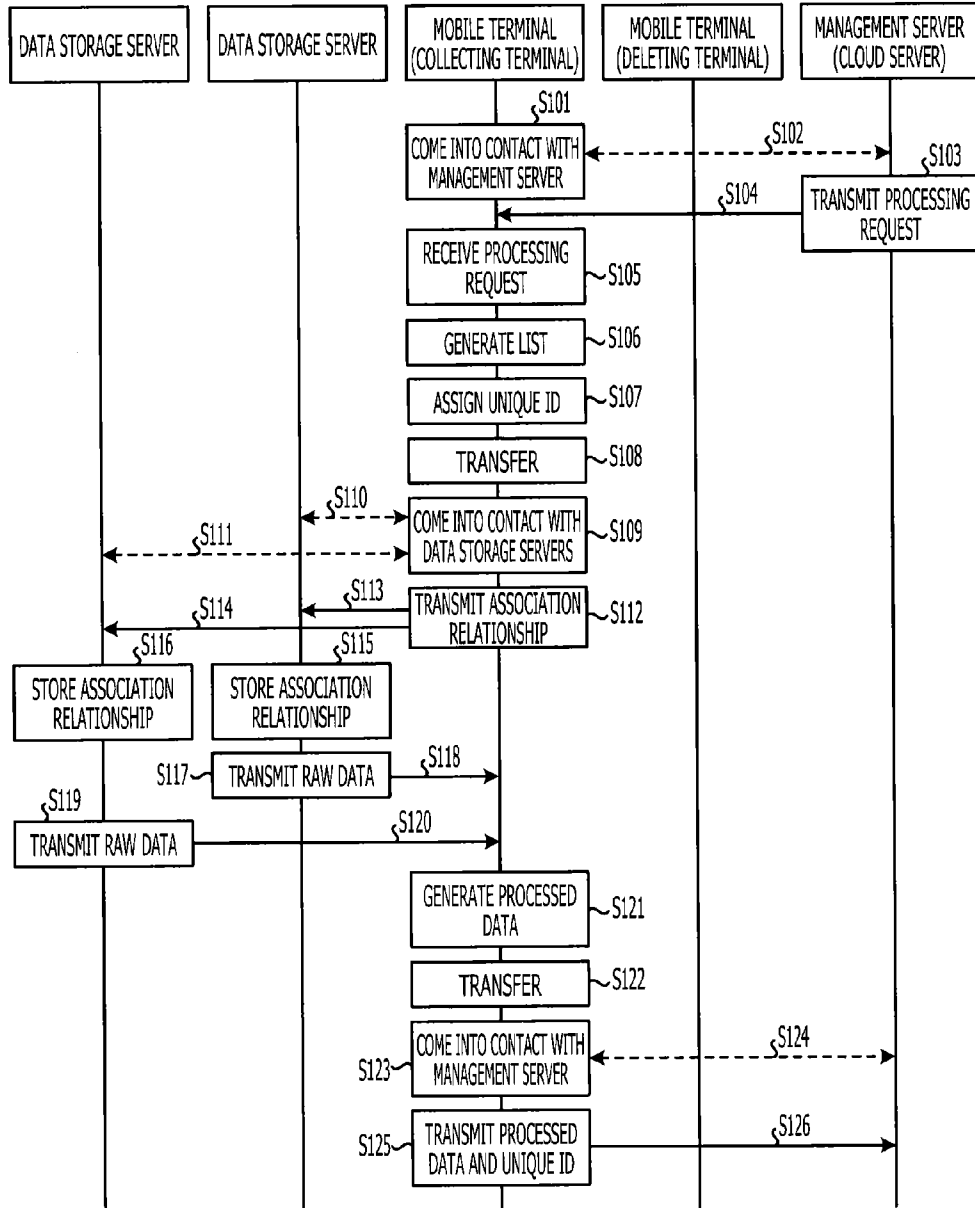 DATA STORAGE SERVER
DATA STORAGE SERVER
MOBILE TERMINAL
(COLLECTING TERMINAL)
MOBILE TERMINAL
(DELETING TERMINAL)
MANAGEMENT SERVER
(CLOUD SERVER)
S101
COME INTO CONTACT WITH
MANAGEMENT SERVER
S102
S103
TRANSMIT PROCESSING
REQUEST
S104
RECEIVE PROCESSING
REQUEST
S105
GENERATE LIST
S106
ASSIGN UNIQUE ID
S107
TRANSFER
S108
S110
COME INTO CONTACT WITH
DATA STORAGE SERVERS
S109
S111
S113
TRANSMIT ASSOCIATION
RELATIONSHIP
S112
S114
S116
STORE ASSOCIATION
RELATIONSHIP
S115
STORE ASSOCIATION
RELATIONSHIP
S117
TRANSMIT RAW DATA
S118
S119
TRANSMIT RAW DATA
S120
GENERATE PROCESSED
DATA
S121
TRANSFER
S122
COME INTO CONTACT WITH
MANAGEMENT SERVER
S123
S124
TRANSMIT PROCESSED
DATA AND UNIQUE ID
S125
S126